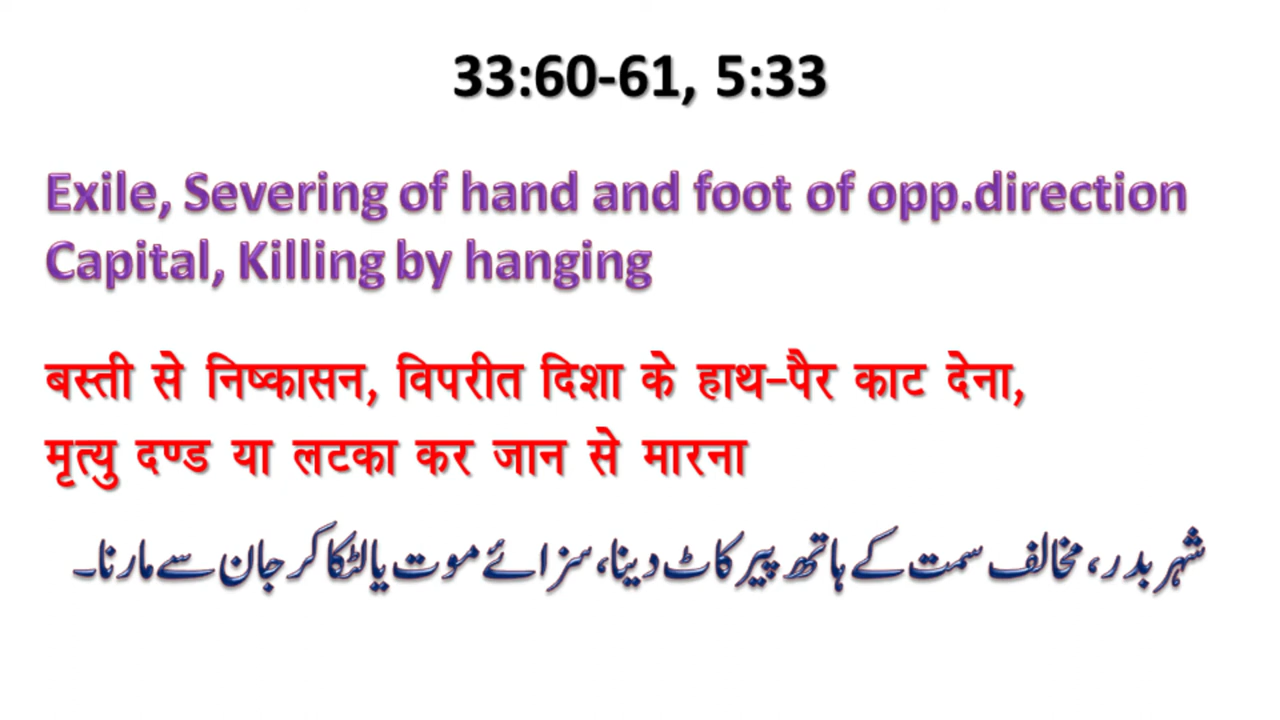 33:60-61, 5:33
Exile, Severing of hand and foot of opp.direction
Capital, Killing by hanging
बस्ती से निष्कासन, विपरीत दिशा के हाथ-पैर काट देना,
मृत्यु दण्ड या लटका कर जान से मारना
شہر بدر، مخالف سمت کے ہاتھ پیر کاٹ دینا، سزائے موت یا لٹکا کر جان سے مارنا۔